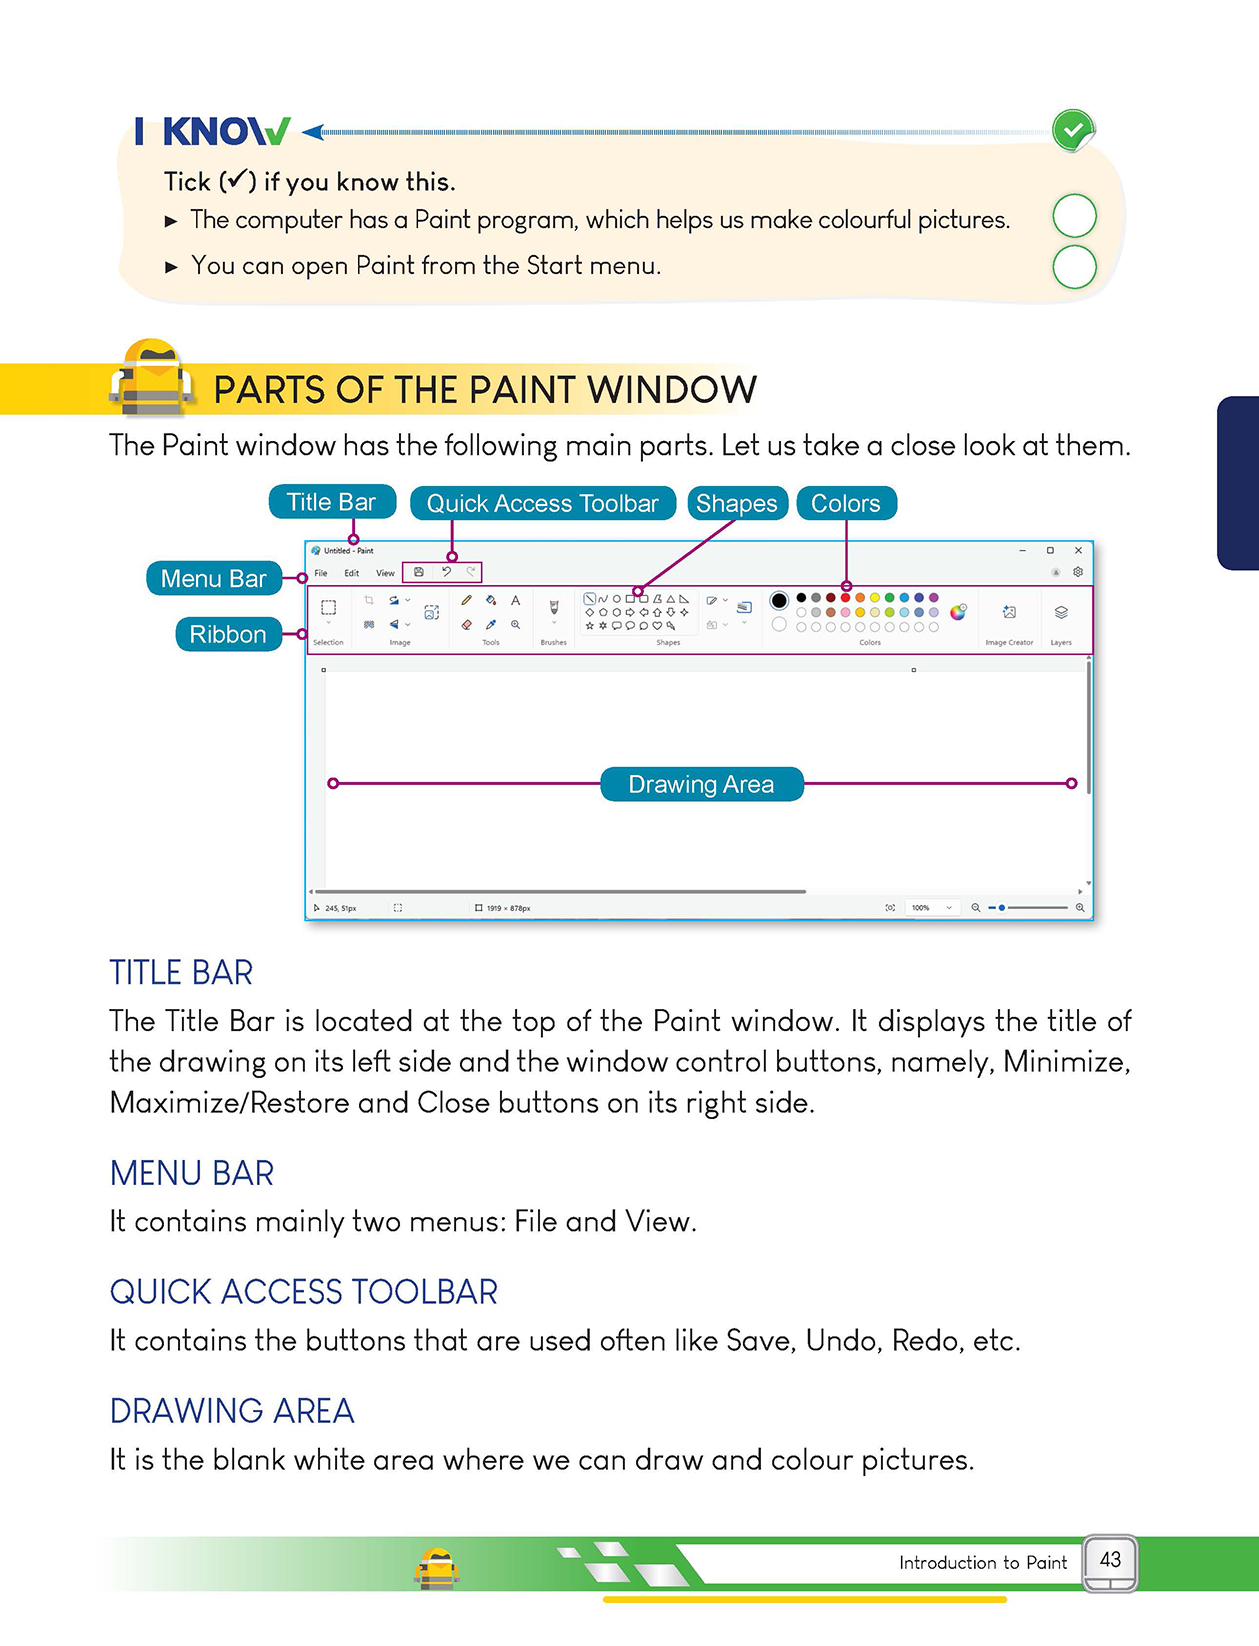 I KNOW
Tick (✓) if you know this.
► The computer has a Paint program, which helps us make colourful pictures.
► You can open Paint from the Start menu.
PARTS OF THE PAINT WINDOW
The Paint window has the following main parts. Let us take a close look at them.
Title Bar Quick Access Toolbar Shapes Colors
Untitled - Paint
Menu Bar
File Edit View
Ribbon
Selection Image Tools Brushes Shapes Colors Image Creator Layers
Drawing Area
245, 51px 1919 × 878px 100%
TITLE BAR
The Title Bar is located at the top of the Paint window. It displays the title of
the drawing on its left side and the window control buttons, namely, Minimize,
Maximize/Restore and Close buttons on its right side.
MENU BAR
It contains mainly two menus: File and View.
QUICK ACCESS TOOLBAR
It contains the buttons that are used often like Save, Undo, Redo, etc.
DRAWING AREA
It is the blank white area where we can draw and colour pictures.
Introduction to Paint 43